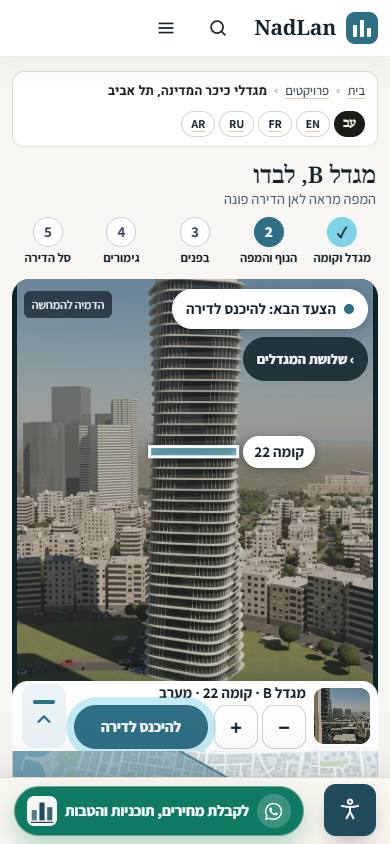 NadLan
בית › פרויקטים › מגדלי כיכר המדינה, תל אביב
עב EN FR RU AR
מגדל B, לבדו
המפה מראה לאן הדירה פונה
✓ 2 3 4 5
מגדל וקומה הנוף והמפה בפנים גימורים סל הדירה
הצעד הבא: להיכנס לדירה
הדמיה להמחשה
‹ שלושת המגדלים
קומה 22
מגדל B · קומה 22 · מערב
− + להיכנס לדירה
לקבלת מחירים, תוכניות והטבות